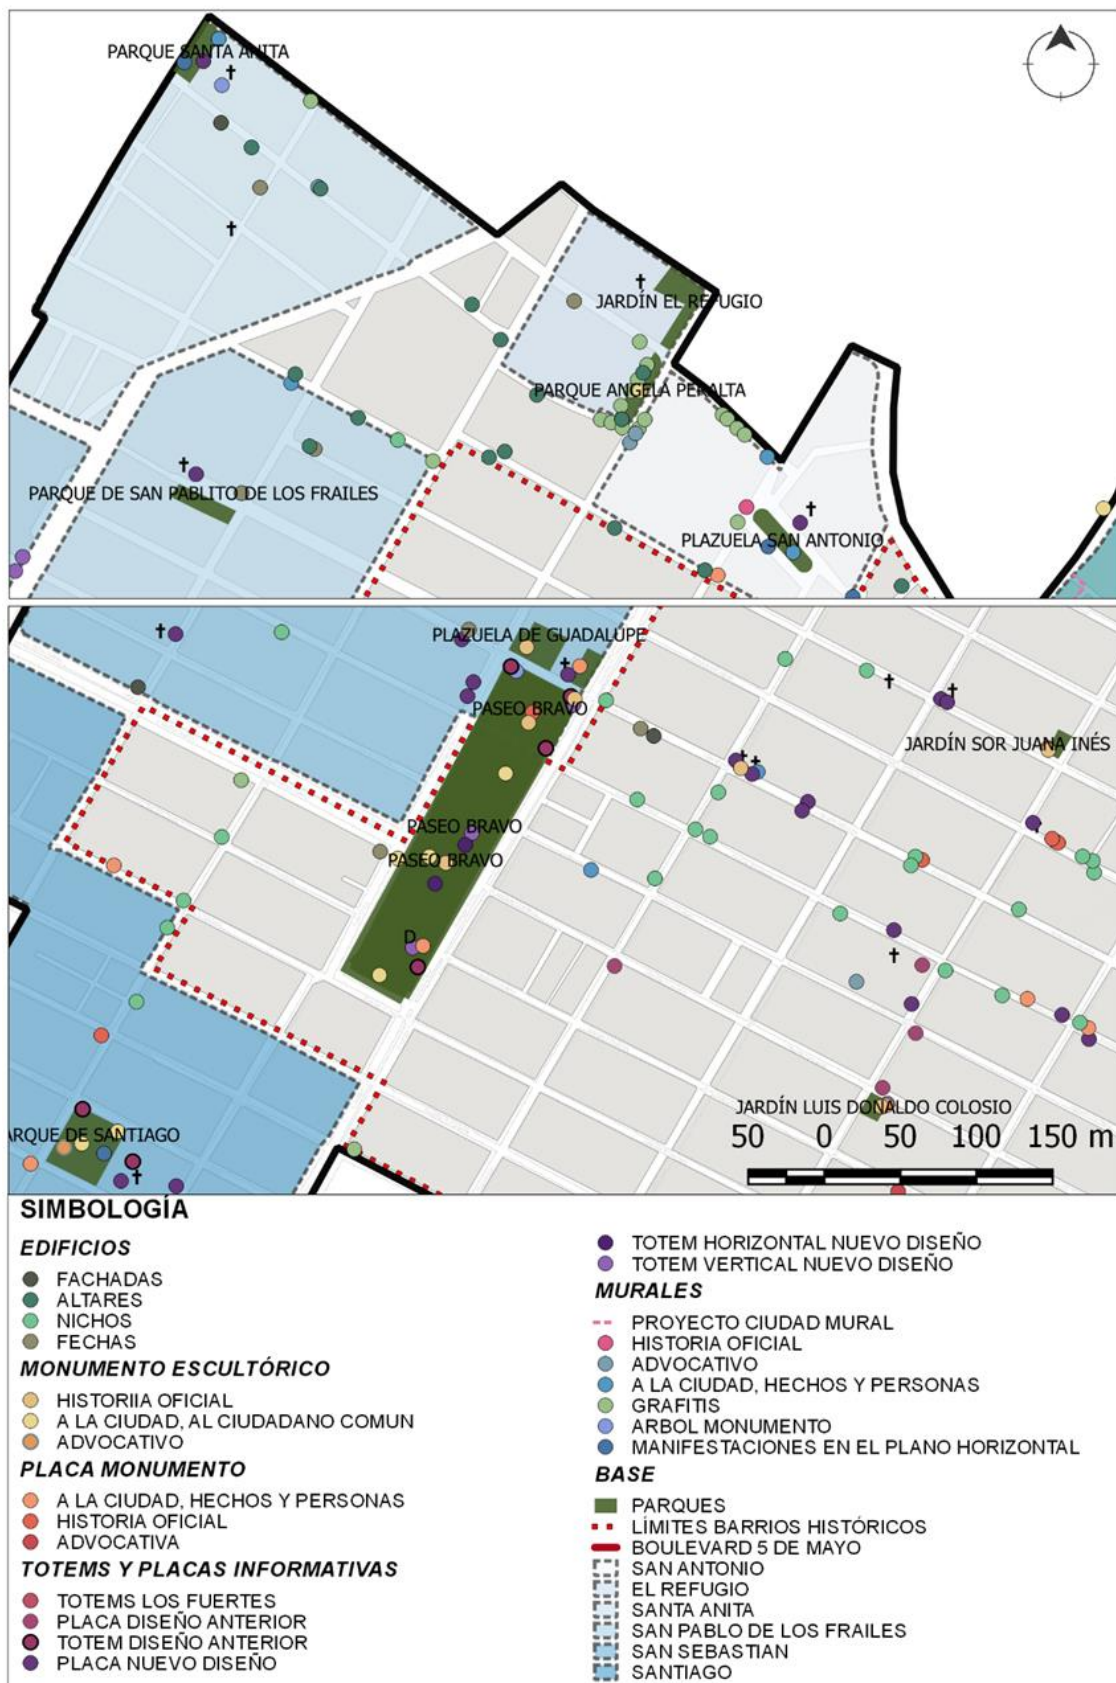 PARQUE SANTA ANITA
JARDÍN EL REFUGIO
PARQUE ANGELA PERALTA
PARQUE DE SAN PABLITO DE LOS FRAILES
PLAZUELA SAN ANTONIO
PLAZUELA DE GUADALUPE
PASEO BRAVO
JARDÍN SOR JUANA INÉS
PASEO BRAVO
PASEO BRAVO
D
JARDÍN LUIS DONALDO COLOSIO
ARQUE DE SANTIAGO
50 0 50 100 150 m
SIMBOLOGÍA
EDIFICIOS
FACHADAS
ALTARES
NICHOS
FECHAS
MONUMENTO ESCULTÓRICO
HISTORIIA OFICIAL
A LA CIUDAD, AL CIUDADANO COMUN
ADVOCATIVO
PLACA MONUMENTO
A LA CIUDAD, HECHOS Y PERSONAS
HISTORIA OFICIAL
ADVOCATIVA
TOTEMS Y PLACAS INFORMATIVAS
TOTEMS LOS FUERTES
PLACA DISEÑO ANTERIOR
TOTEM DISEÑO ANTERIOR
PLACA NUEVO DISEÑO
TOTEM HORIZONTAL NUEVO DISEÑO
TOTEM VERTICAL NUEVO DISEÑO
MURALES
PROYECTO CIUDAD MURAL
HISTORIA OFICIAL
ADVOCATIVO
A LA CIUDAD, HECHOS Y PERSONAS
GRAFITIS
ARBOL MONUMENTO
MANIFESTACIONES EN EL PLANO HORIZONTAL
BASE
PARQUES
LÍMITES BARRIOS HISTÓRICOS
BOULEVARD 5 DE MAYO
SAN ANTONIO
EL REFUGIO
SANTA ANITA
SAN PABLO DE LOS FRAILES
SAN SEBASTIAN
SANTIAGO